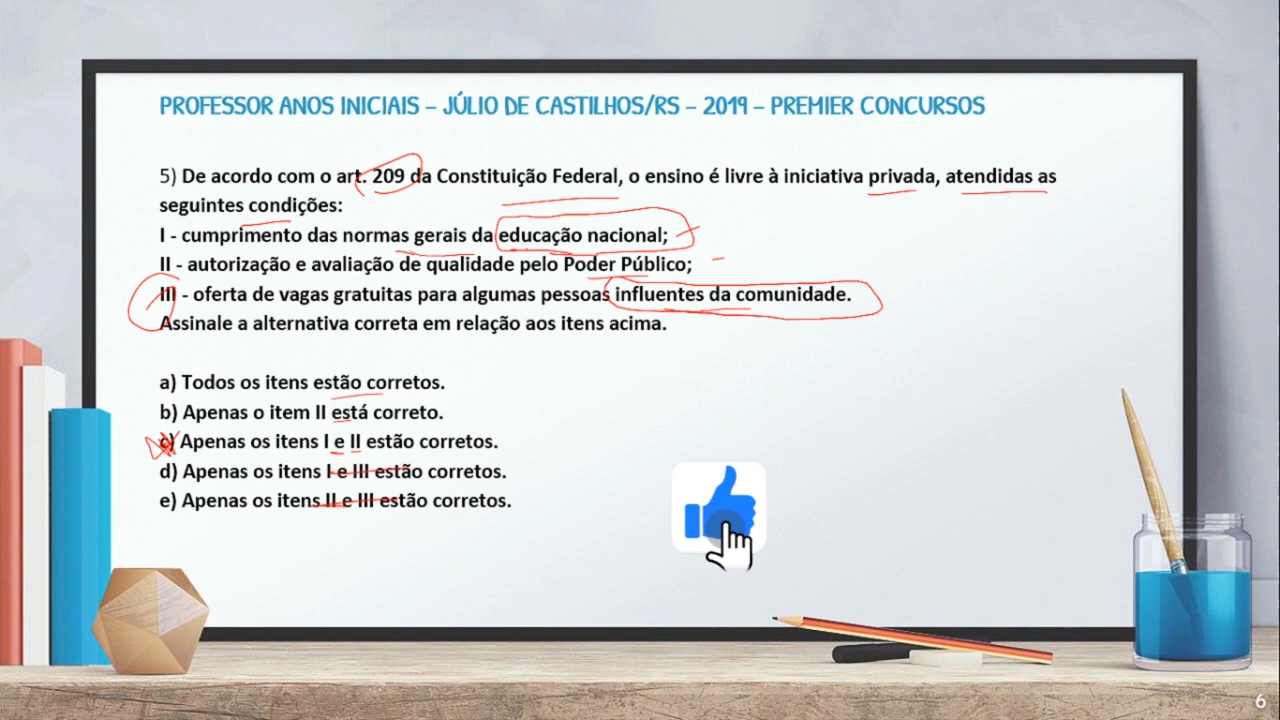 PROFESSOR ANOS INICIAIS – JÚLIO DE CASTILHOS/RS – 2019 – PREMIER CONCURSOS
5) De acordo com o art. 209 da Constituição Federal, o ensino é livre à iniciativa privada, atendidas as
seguintes condições:
I - cumprimento das normas gerais da educação nacional;
II - autorização e avaliação de qualidade pelo Poder Público;
III - oferta de vagas gratuitas para algumas pessoas influentes da comunidade.
Assinale a alternativa correta em relação aos itens acima.
a) Todos os itens estão corretos.
b) Apenas o item II está correto.
c) Apenas os itens I e II estão corretos.
d) Apenas os itens I e III estão corretos.
e) Apenas os itens II e III estão corretos.
6